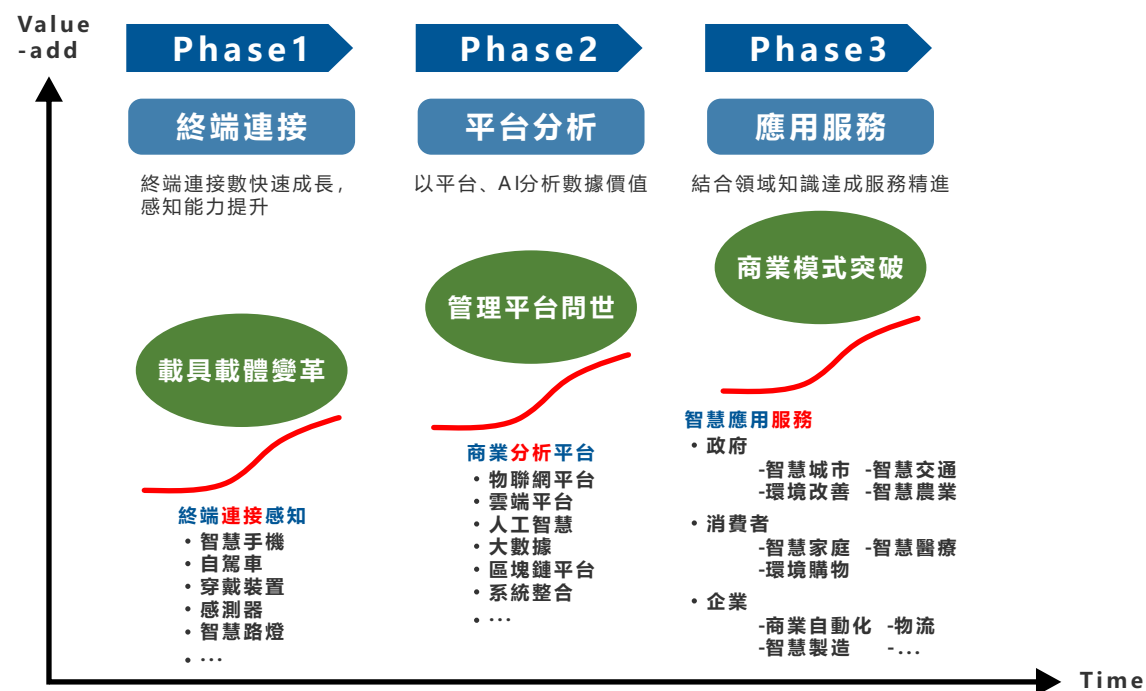 Value
-add
Phase1
Phase2
Phase3
終端連接
平台分析
應用服務
終端連接數快速成長，
感知能力提升
以平台、AI分析數據價值
結合領域知識達成服務精進
載具載體變革
管理平台問世
商業模式突破
終端連接感知
・智慧手機
・自駕車
・穿戴裝置
・感測器
・智慧路燈
・…
商業分析平台
・物聯網平台
・雲端平台
・人工智慧
・大數據
・區塊鏈平台
・系統整合
・…
智慧應用服務
・政府
-智慧城市 -智慧交通
-環境改善 -智慧農業
・消費者
-智慧家庭 -智慧醫療
-環境購物
・企業
-商業自動化 -物流
-智慧製造 -...
Time